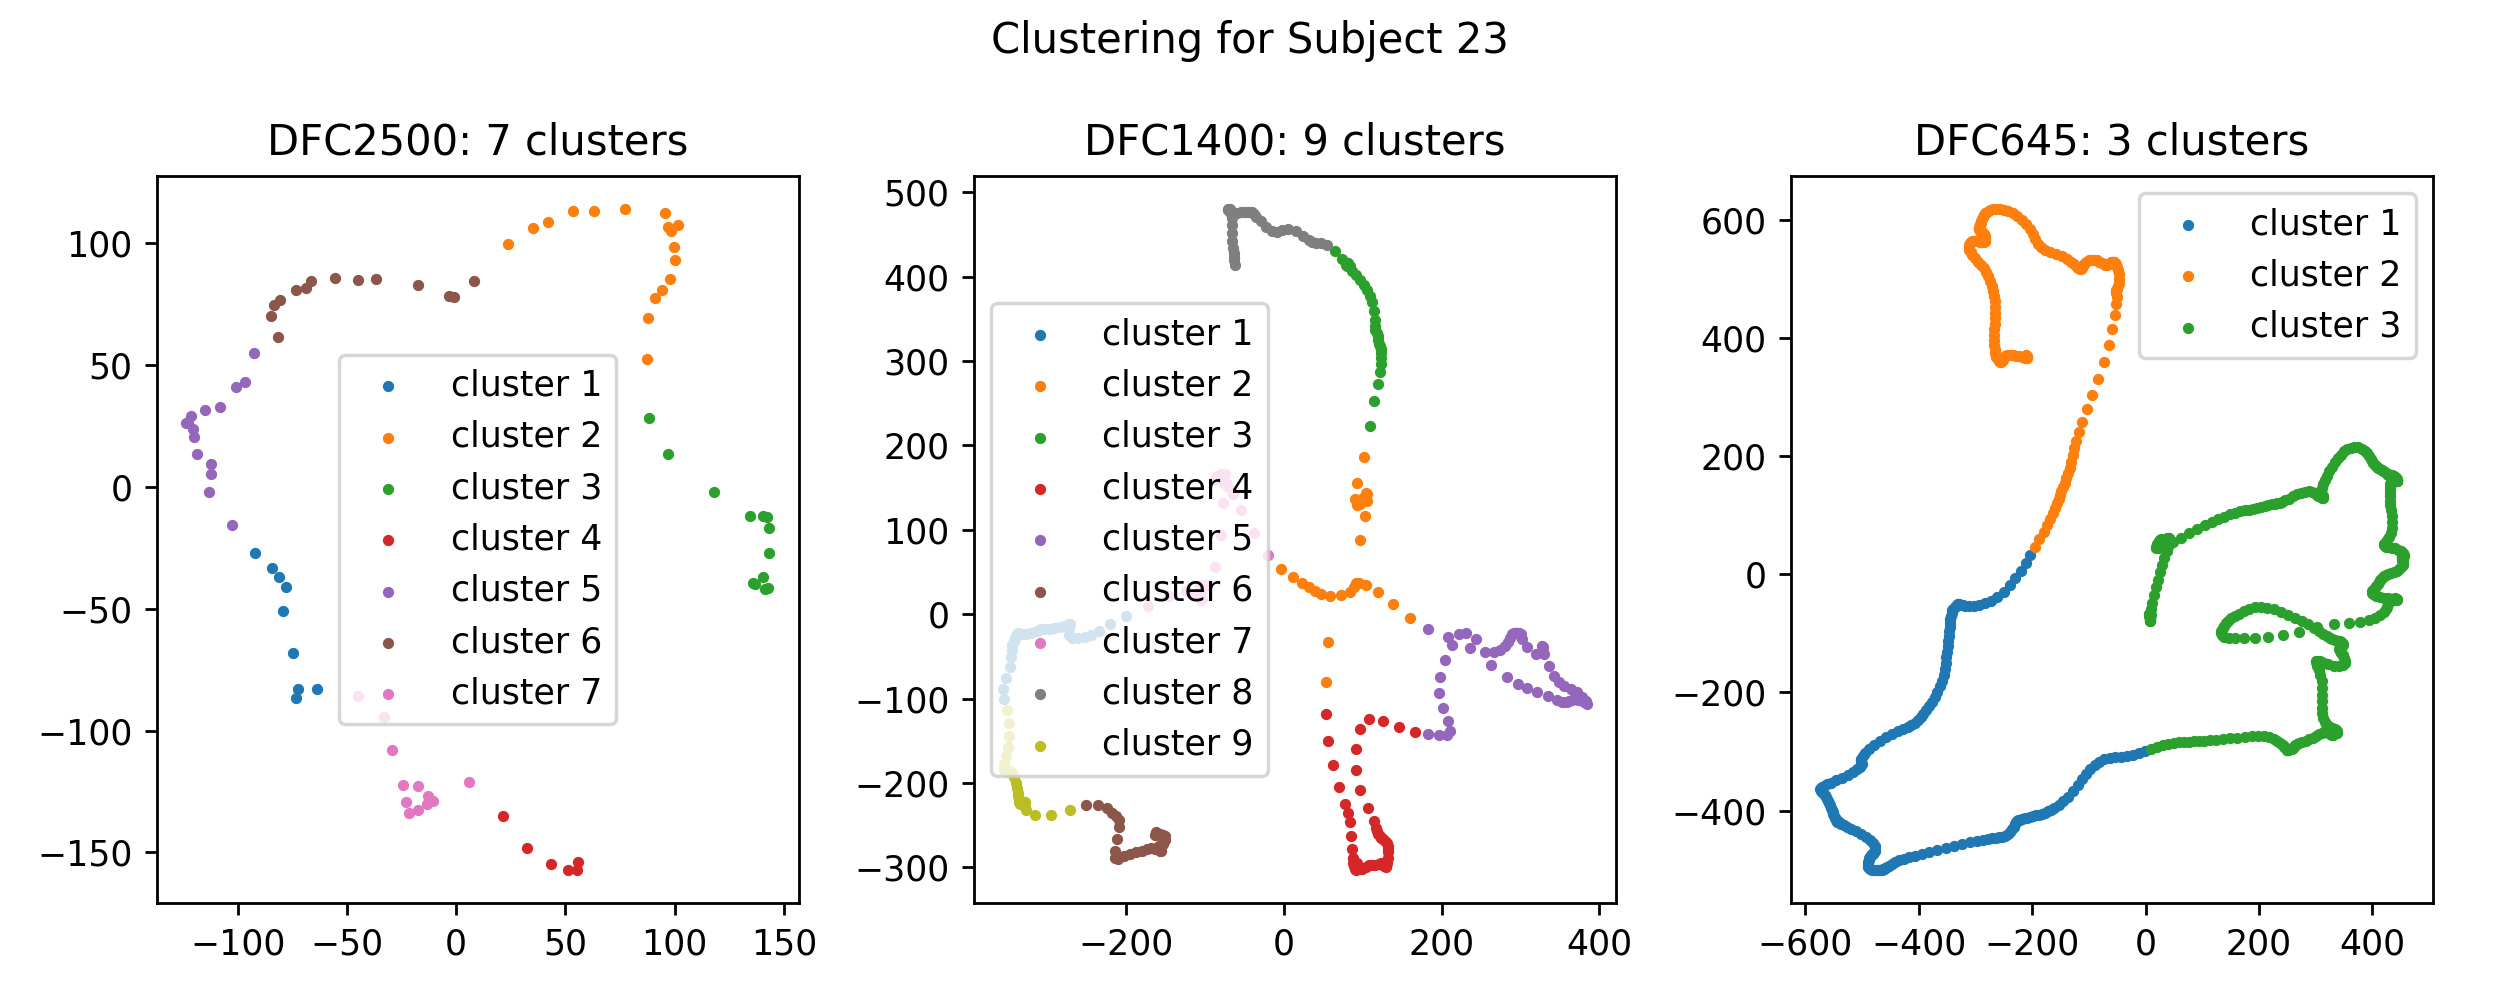 Clustering for Subject 23
DFC2500: 7 clusters
100
50
0
−50
−100
−150
−100
−50
0
50
100
150
cluster 1
cluster 2
cluster 3
cluster 4
cluster 5
cluster 6
cluster 7
DFC1400: 9 clusters
500
400
300
200
100
0
−100
−200
−300
−200
0
200
400
cluster 1
cluster 2
cluster 3
cluster 4
cluster 5
cluster 6
cluster 7
cluster 8
cluster 9
DFC645: 3 clusters
600
400
200
0
−200
−400
−600
−400
−200
0
200
400
cluster 1
cluster 2
cluster 3